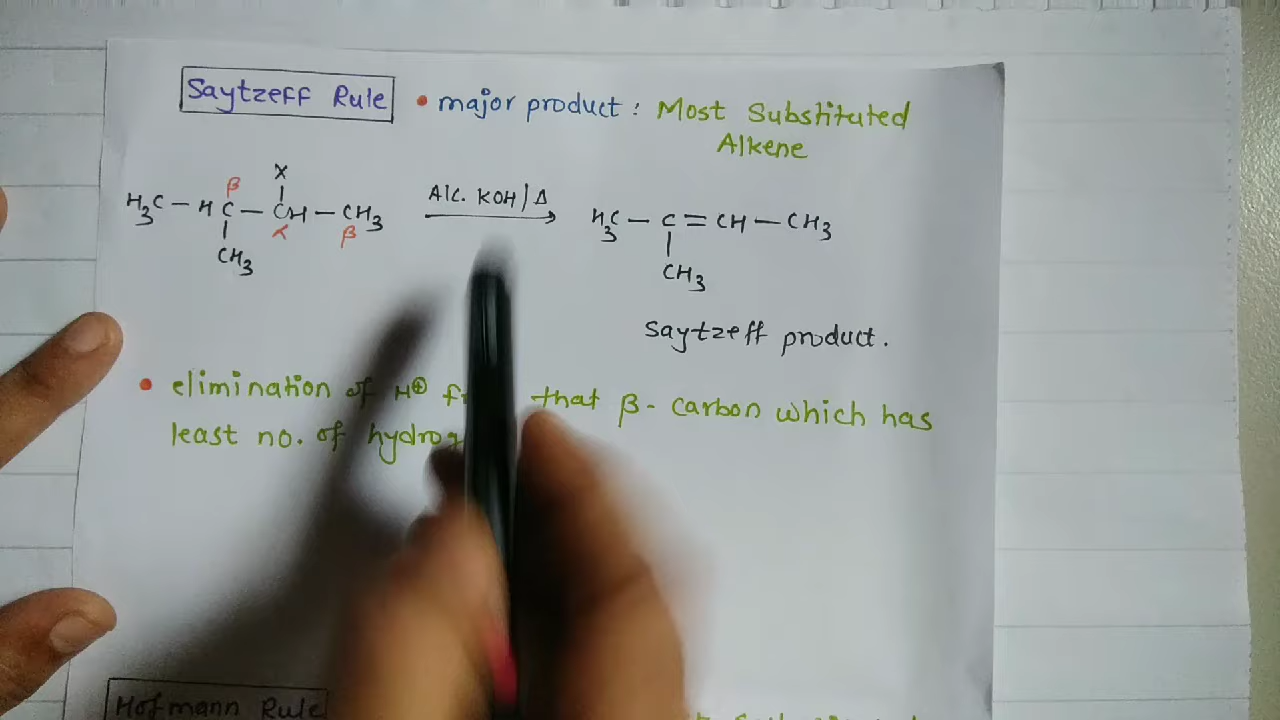 Saytzeff Rule • major product : Most Substituted
Alkene
X
β
H3C — HC — CH — CH3
α β
CH3
Alc. KOH / Δ
H3C — C = CH — CH3
CH3
Saytzeff product.
• elimination of H⊕ that β - carbon which has
least no. of
Hofmann Rule